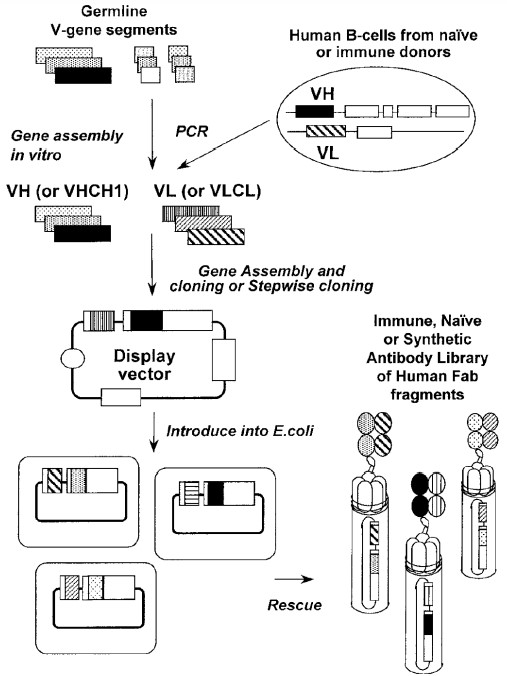 Germline
V-gene segments
Human B-cells from naïve
or immune donors
VH
VL
Gene assembly
in vitro
PCR
VH (or VHCH1)
VL (or VLCL)
Gene Assembly and
cloning or Stepwise cloning
Display
vector
Immune, Naïve
or Synthetic
Antibody Library
of Human Fab
fragments
Introduce into E.coli
Rescue